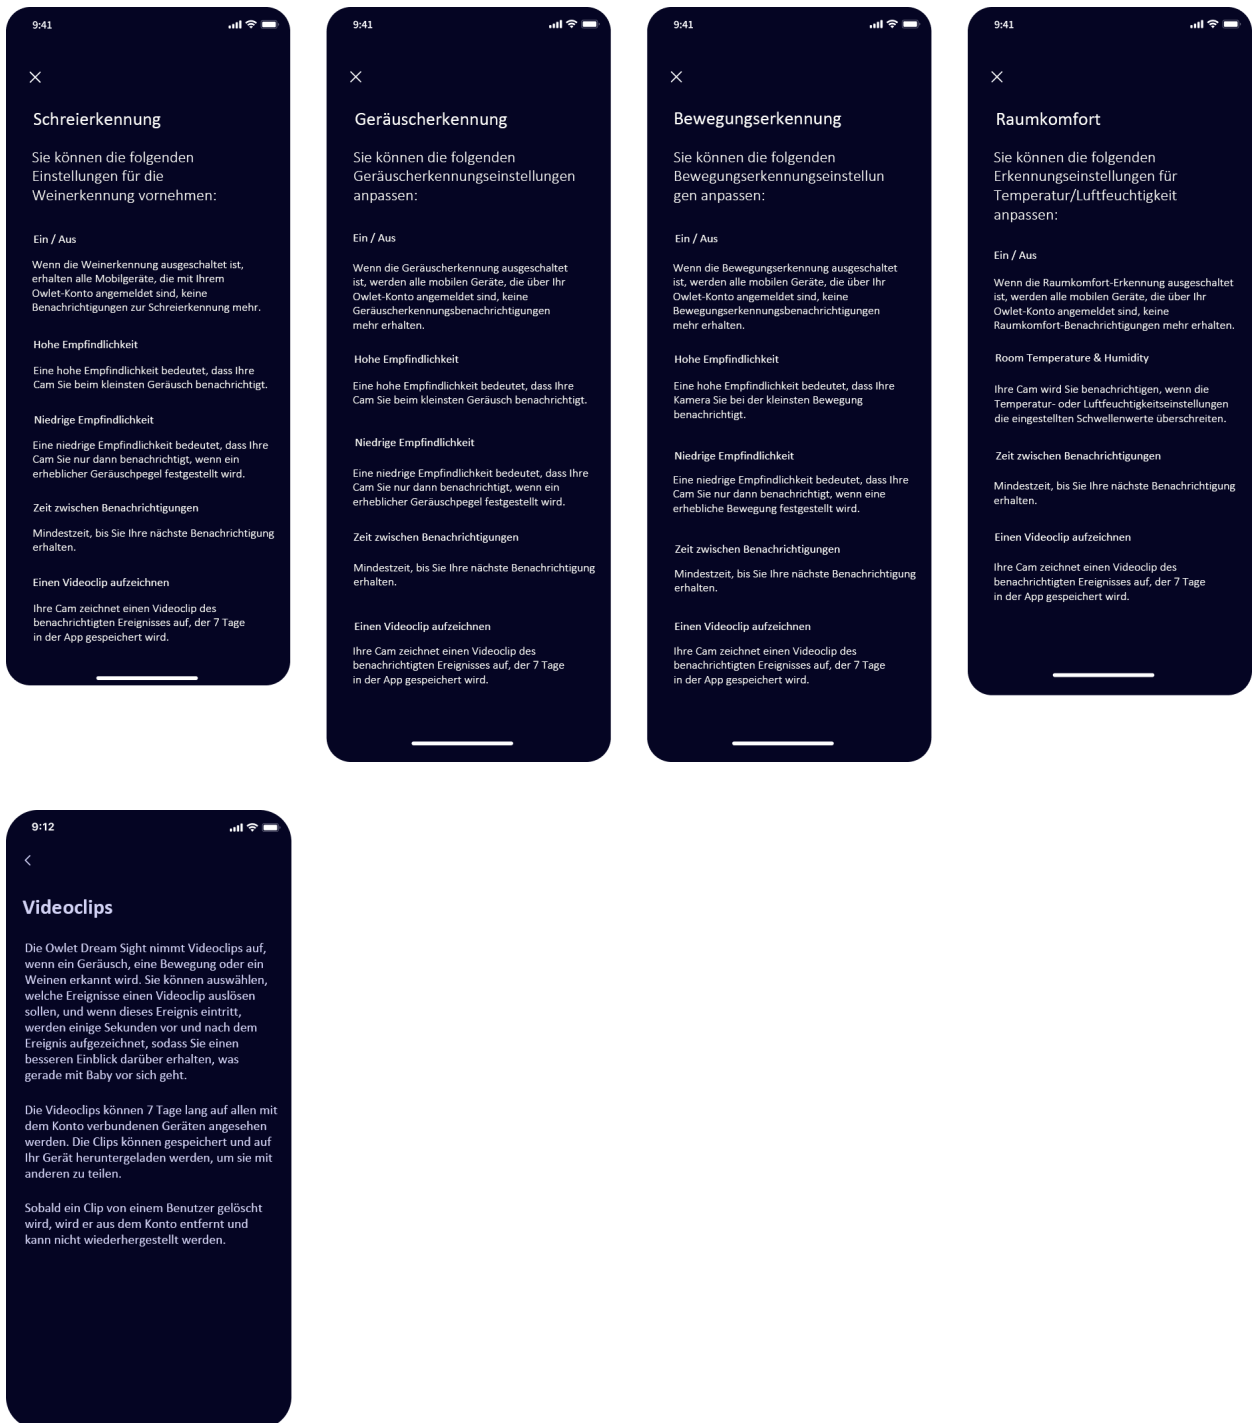 9:41
Schreierkennung
Sie können die folgenden
Einstellungen für die
Weinerkennung vornehmen:
Ein / Aus
Wenn die Weinerkennung ausgeschaltet ist,
erhalten alle Mobilgeräte, die mit Ihrem
Owlet-Konto angemeldet sind, keine
Benachrichtigungen zur Schreierkennung mehr.
Hohe Empfindlichkeit
Eine hohe Empfindlichkeit bedeutet, dass Ihre
Cam Sie beim kleinsten Geräusch benachrichtigt.
Niedrige Empfindlichkeit
Eine niedrige Empfindlichkeit bedeutet, dass Ihre
Cam Sie nur dann benachrichtigt, wenn ein
erheblicher Geräuschpegel festgestellt wird.
Zeit zwischen Benachrichtigungen
Mindestzeit, bis Sie Ihre nächste Benachrichtigung
erhalten.
Einen Videoclip aufzeichnen
Ihre Cam zeichnet einen Videoclip des
benachrichtigten Ereignisses auf, der 7 Tage
in der App gespeichert wird.
9:41
Geräuscherkennung
Sie können die folgenden
Geräuscherkennungseinstellungen
anpassen:
Ein / Aus
Wenn die Geräuscherkennung ausgeschaltet
ist, werden alle mobilen Geräte, die über Ihr
Owlet-Konto angemeldet sind, keine
Geräuscherkennungsbenachrichtigungen
mehr erhalten.
Hohe Empfindlichkeit
Eine hohe Empfindlichkeit bedeutet, dass Ihre
Cam Sie beim kleinsten Geräusch benachrichtigt.
Niedrige Empfindlichkeit
Eine niedrige Empfindlichkeit bedeutet, dass Ihre
Cam Sie nur dann benachrichtigt, wenn ein
erheblicher Geräuschpegel festgestellt wird.
Zeit zwischen Benachrichtigungen
Mindestzeit, bis Sie Ihre nächste Benachrichtigung
erhalten.
Einen Videoclip aufzeichnen
Ihre Cam zeichnet einen Videoclip des
benachrichtigten Ereignisses auf, der 7 Tage
in der App gespeichert wird.
9:41
Bewegungserkennung
Sie können die folgenden
Bewegungserkennungseinstellun
gen anpassen:
Ein / Aus
Wenn die Bewegungserkennung ausgeschaltet
ist, werden alle mobilen Geräte, die über Ihr
Owlet-Konto angemeldet sind, keine
Bewegungserkennungsbenachrichtigungen
mehr erhalten.
Hohe Empfindlichkeit
Eine hohe Empfindlichkeit bedeutet, dass Ihre
Kamera Sie bei der kleinsten Bewegung
benachrichtigt.
Niedrige Empfindlichkeit
Eine niedrige Empfindlichkeit bedeutet, dass Ihre
Cam Sie nur dann benachrichtigt, wenn eine
erhebliche Bewegung festgestellt wird.
Zeit zwischen Benachrichtigungen
Mindestzeit, bis Sie Ihre nächste Benachrichtigung
erhalten.
Einen Videoclip aufzeichnen
Ihre Cam zeichnet einen Videoclip des
benachrichtigten Ereignisses auf, der 7 Tage
in der App gespeichert wird.
9:41
Raumkomfort
Sie können die folgenden
Erkennungseinstellungen für
Temperatur/Luftfeuchtigkeit
anpassen:
Ein / Aus
Wenn die Raumkomfort-Erkennung ausgeschaltet
ist, werden alle mobilen Geräte, die über Ihr
Owlet-Konto angemeldet sind, keine
Raumkomfort-Benachrichtigungen mehr erhalten.
Room Temperature & Humidity
Ihre Cam wird Sie benachrichtigen, wenn die
Temperatur- oder Luftfeuchtigkeitseinstellungen
die eingestellten Schwellenwerte überschreiten.
Zeit zwischen Benachrichtigungen
Mindestzeit, bis Sie Ihre nächste Benachrichtigung
erhalten.
Einen Videoclip aufzeichnen
Ihre Cam zeichnet einen Videoclip des
benachrichtigten Ereignisses auf, der 7 Tage
in der App gespeichert wird.
9:12
Videoclips
Die Owlet Dream Sight nimmt Videoclips auf,
wenn ein Geräusch, eine Bewegung oder ein
Weinen erkannt wird. Sie können auswählen,
welche Ereignisse einen Videoclip auslösen
sollen, und wenn dieses Ereignis eintritt,
werden einige Sekunden vor und nach dem
Ereignis aufgezeichnet, sodass Sie einen
besseren Einblick darüber erhalten, was
gerade mit Baby vor sich geht.
Die Videoclips können 7 Tage lang auf allen mit
dem Konto verbundenen Geräten angesehen
werden. Die Clips können gespeichert und auf
Ihr Gerät heruntergeladen werden, um sie mit
anderen zu teilen.
Sobald ein Clip von einem Benutzer gelöscht
wird, wird er aus dem Konto entfernt und
kann nicht wiederhergestellt werden.